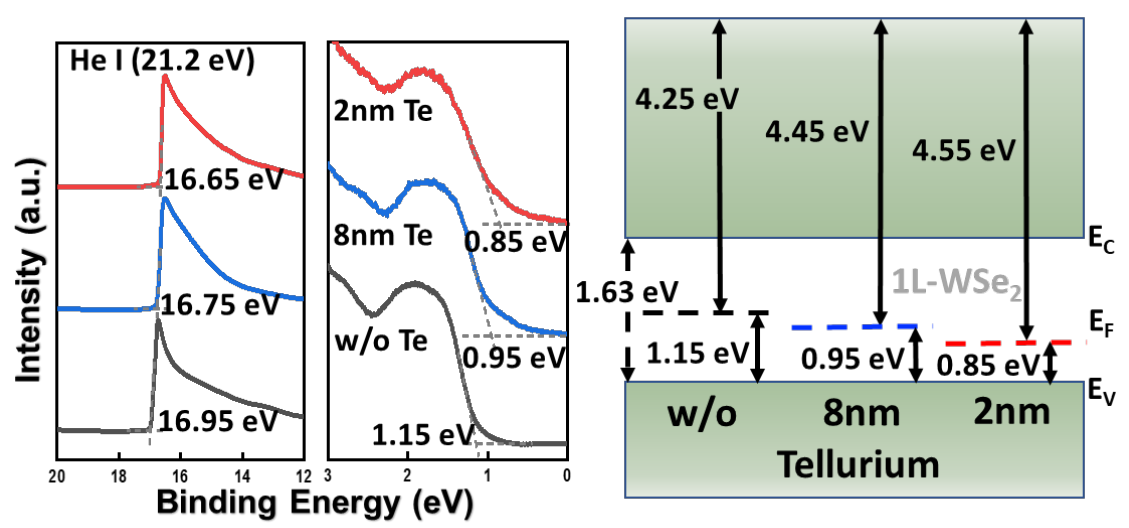 He I (21.2 eV)
16.65 eV
16.75 eV
16.95 eV
20 18 16 14 12
Intensity (a.u.)
2nm Te
0.85 eV
8nm Te
0.95 eV
w/o Te
1.15 eV
3 2 1 0
Binding Energy (eV)
4.25 eV
4.45 eV
4.55 eV
E_C
1L-WSe₂
1.63 eV
E_F
1.15 eV
0.95 eV
0.85 eV
E_V
w/o 8nm 2nm
Tellurium